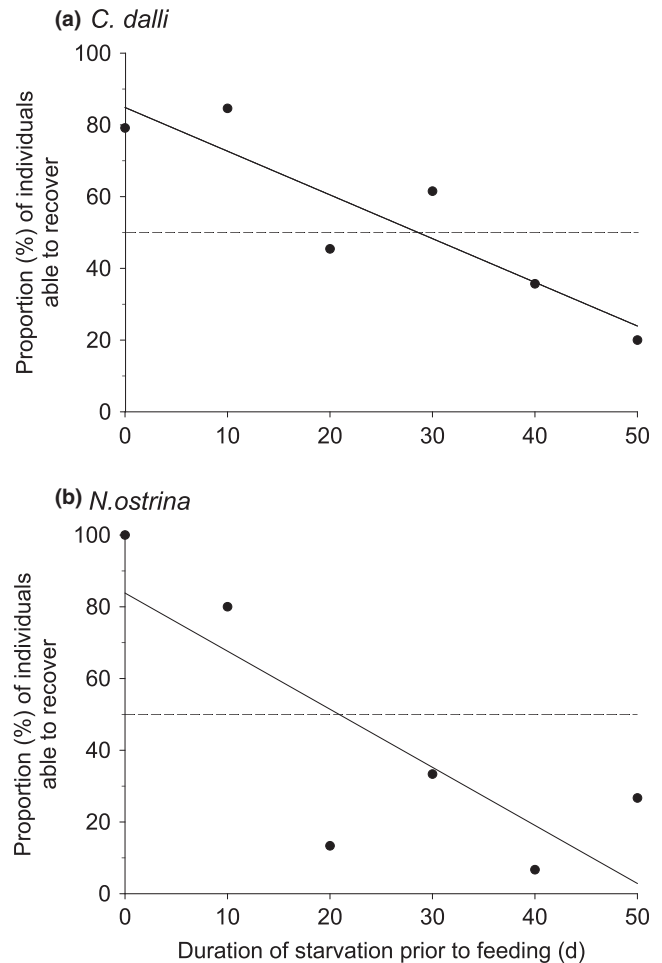 (a) C. dalli
Proportion (%) of individuals
able to recover
100
80
60
40
20
0
0 10 20 30 40 50
(b) N.ostrina
Proportion (%) of individuals
able to recover
100
80
60
40
20
0
0 10 20 30 40 50
Duration of starvation prior to feeding (d)